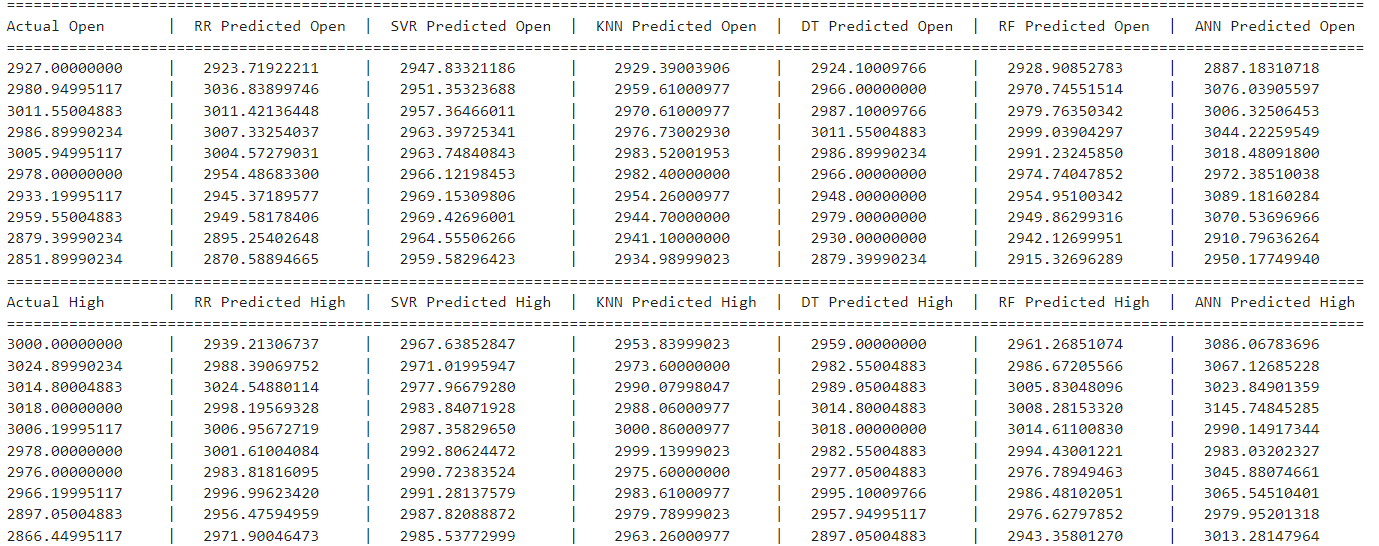 =======================================================================================================================================================
Actual Open     |  RR Predicted Open  |  SVR Predicted Open  |  KNN Predicted Open  |  DT Predicted Open  |  RF Predicted Open  |  ANN Predicted Open
=======================================================================================================================================================
2927.00000000     |   2923.71922211     |   2947.83321186      |    2929.39003906     |   2924.10009766     |   2928.90852783     |   2887.18310718
2980.94995117     |   3036.83899746     |   2951.35323688      |    2959.61000977     |   2966.00000000     |   2970.74551514     |   3076.03905597
3011.55004883     |   3011.42136448     |   2957.36466011      |    2970.61000977     |   2987.10009766     |   2979.76350342     |   3006.32506453
2986.89990234     |   3007.33254037     |   2963.39725341      |    2976.73002930     |   3011.55004883     |   2999.03904297     |   3044.22259549
3005.94995117     |   3004.57279031     |   2963.74840843      |    2983.52001953     |   2986.89990234     |   2991.23245850     |   3018.48091800
2978.00000000     |   2954.48683300     |   2966.12198453      |    2982.40000000     |   2966.00000000     |   2974.74047852     |   2972.38510038
2933.19995117     |   2945.37189577     |   2969.15309806      |    2954.26000977     |   2948.00000000     |   2954.95100342     |   3089.18160284
2959.55004883     |   2949.58178406     |   2969.42696001      |    2944.70000000     |   2979.00000000     |   2949.86299316     |   3070.53696966
2879.39990234     |   2895.25402648     |   2964.55506266      |    2941.10000000     |   2930.00000000     |   2942.12699951     |   2910.79636264
2851.89990234     |   2870.58894665     |   2959.58296423      |    2934.98999023     |   2879.39990234     |   2915.32696289     |   2950.17749940
=======================================================================================================================================================
Actual High     |  RR Predicted High  |  SVR Predicted High  |  KNN Predicted High  |  DT Predicted High  |  RF Predicted High  |  ANN Predicted High
=======================================================================================================================================================
3000.00000000     |   2939.21306737     |   2967.63852847      |    2953.83999023     |   2959.00000000     |   2961.26851074     |   3086.06783696
3024.89990234     |   2988.39069752     |   2971.01995947      |    2973.60000000     |   2982.55004883     |   2986.67205566     |   3067.12685228
3014.80004883     |   3024.54880114     |   2977.96679280      |    2990.07998047     |   2989.05004883     |   3005.83048096     |   3023.84901359
3018.00000000     |   2998.19569328     |   2983.84071928      |    2988.06000977     |   3014.80004883     |   3008.28153320     |   3145.74845285
3006.19995117     |   3006.95672719     |   2987.35829650      |    3000.86000977     |   3018.00000000     |   3014.61100830     |   2990.14917344
2978.00000000     |   3001.61004084     |   2992.80624472      |    2999.13999023     |   2982.55004883     |   2994.43001221     |   2983.03202327
2976.00000000     |   2983.81816095     |   2990.72383524      |    2975.60000000     |   2977.05004883     |   2976.78949463     |   3045.88074661
2966.19995117     |   2996.99623420     |   2991.28137579      |    2983.61000977     |   2995.10009766     |   2986.48102051     |   3065.54510401
2897.05004883     |   2956.47594959     |   2987.82088872      |    2979.78999023     |   2957.94995117     |   2976.62797852     |   2979.95201318
2866.44995117     |   2971.90046473     |   2985.53772999      |    2963.26000977     |   2897.05004883     |   2943.35801270     |   3013.28147964